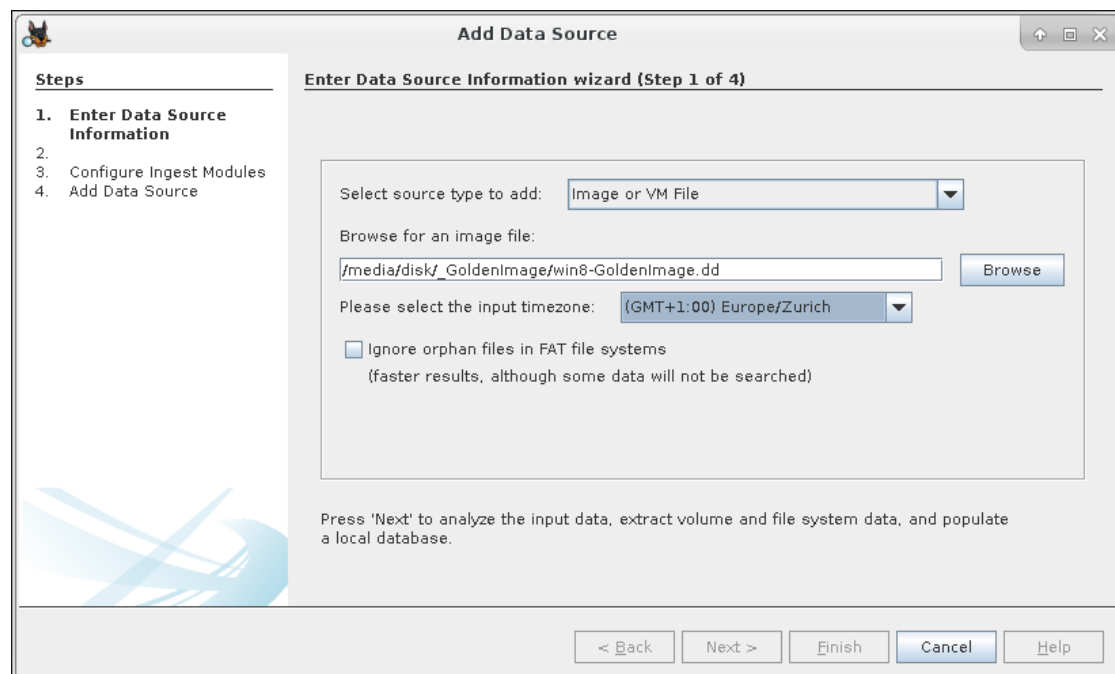 Add Data Source
Steps
1. Enter Data Source
Information
2.
3. Configure Ingest Modules
4. Add Data Source
Enter Data Source Information wizard (Step 1 of 4)
Select source type to add: Image or VM File
Browse for an image file:
/media/disk/_GoldenImage/win8-GoldenImage.dd Browse
Please select the input timezone: (GMT+1:00) Europe/Zurich
Ignore orphan files in FAT file systems
(faster results, although some data will not be searched)
Press 'Next' to analyze the input data, extract volume and file system data, and populate
a local database.
< Back Next > Finish Cancel Help